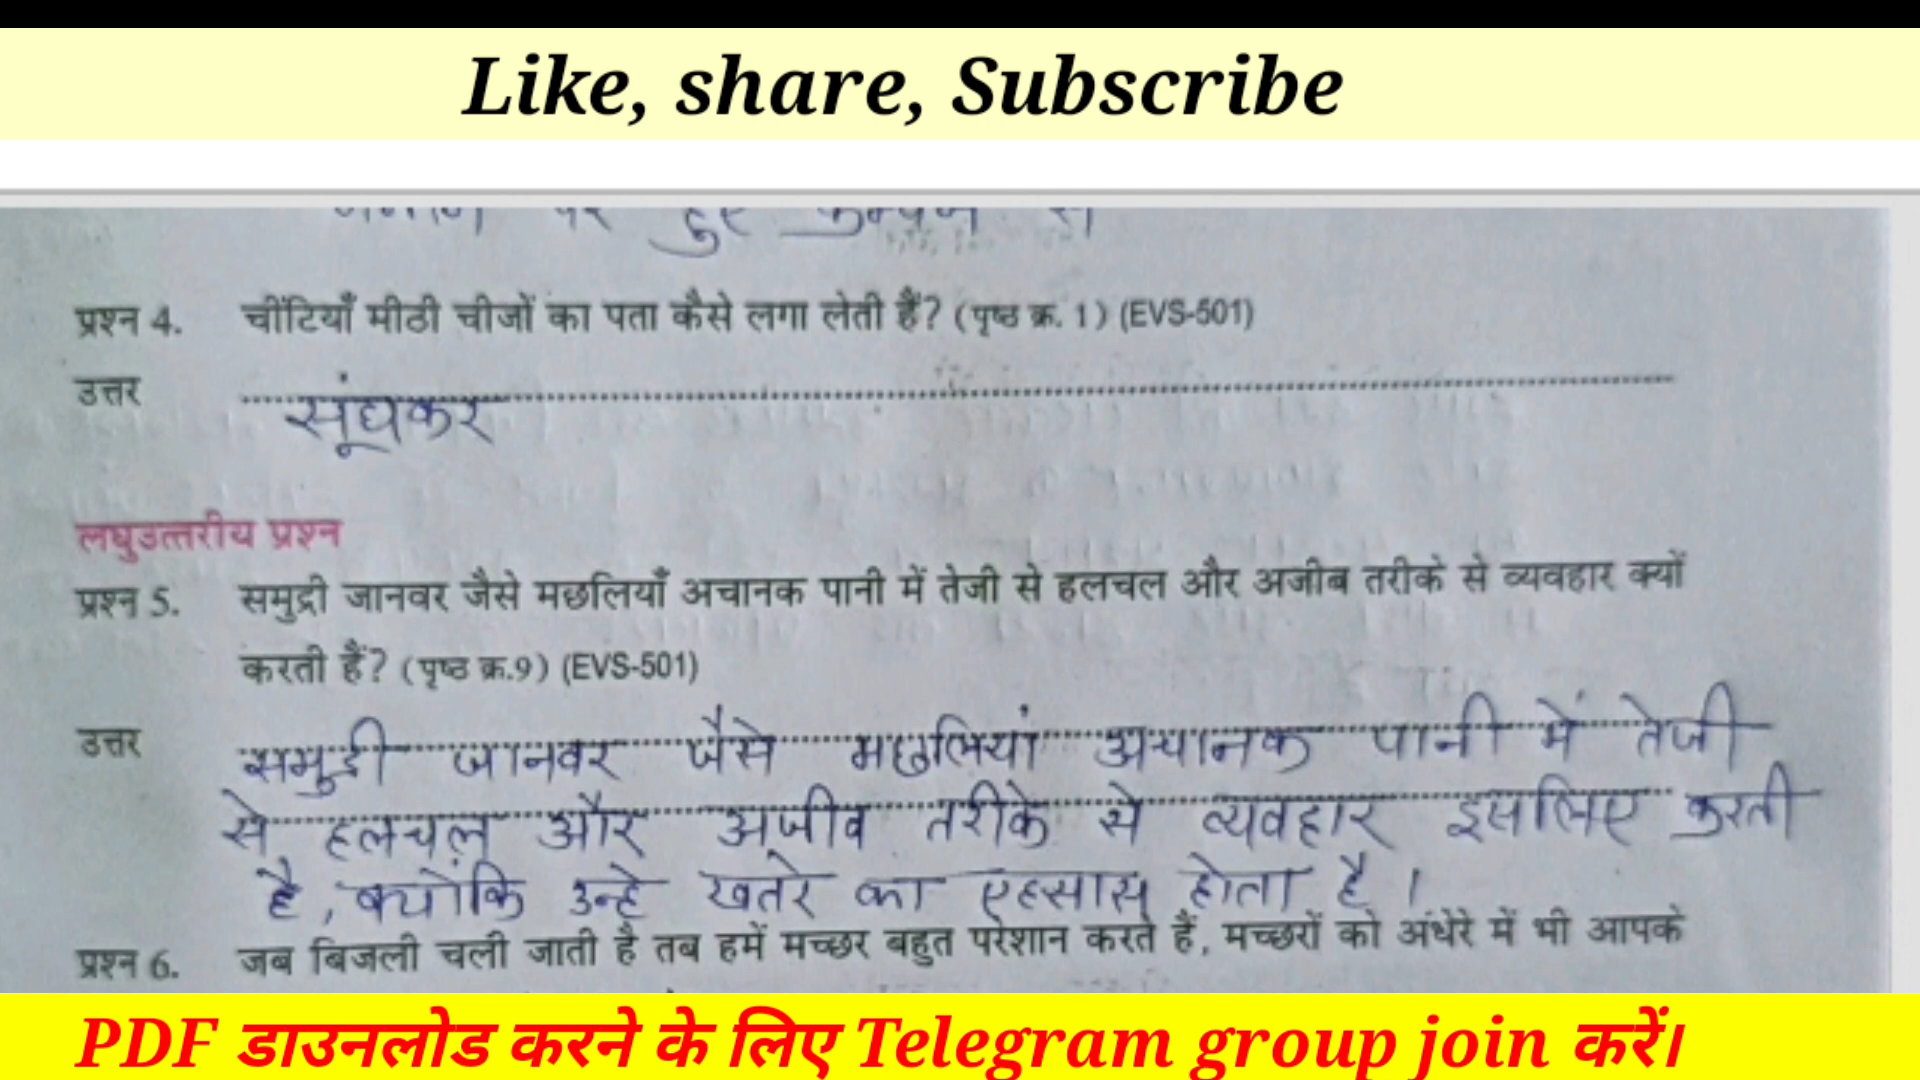 Like, share, Subscribe
प्रश्न 4. चींटियाँ मीठी चीजों का पता कैसे लगा लेती हैं? (पृष्ठ क्र. 1) (EVS-501)
उत्तर
सूंघकर
लघुउत्तरीय प्रश्न
प्रश्न 5. समुद्री जानवर जैसे मछलियाँ अचानक पानी में तेजी से हलचल और अजीब तरीके से व्यवहार क्यों
करती हैं? (पृष्ठ क्र.9) (EVS-501)
उत्तर समुद्री जानवर जैसे मछलियां अचानक पानी में तेजी
से हलचल और अजीव तरीके से व्यवहार इसलिए करती
है, क्योंकि उन्हे खतरे का एहसास होता है।
प्रश्न 6. जब बिजली चली जाती है तब हमें मच्छर बहुत परेशान करते हैं, मच्छरों को अंधेरे में भी आपके
PDF डाउनलोड करने के लिए Telegram group join करें।